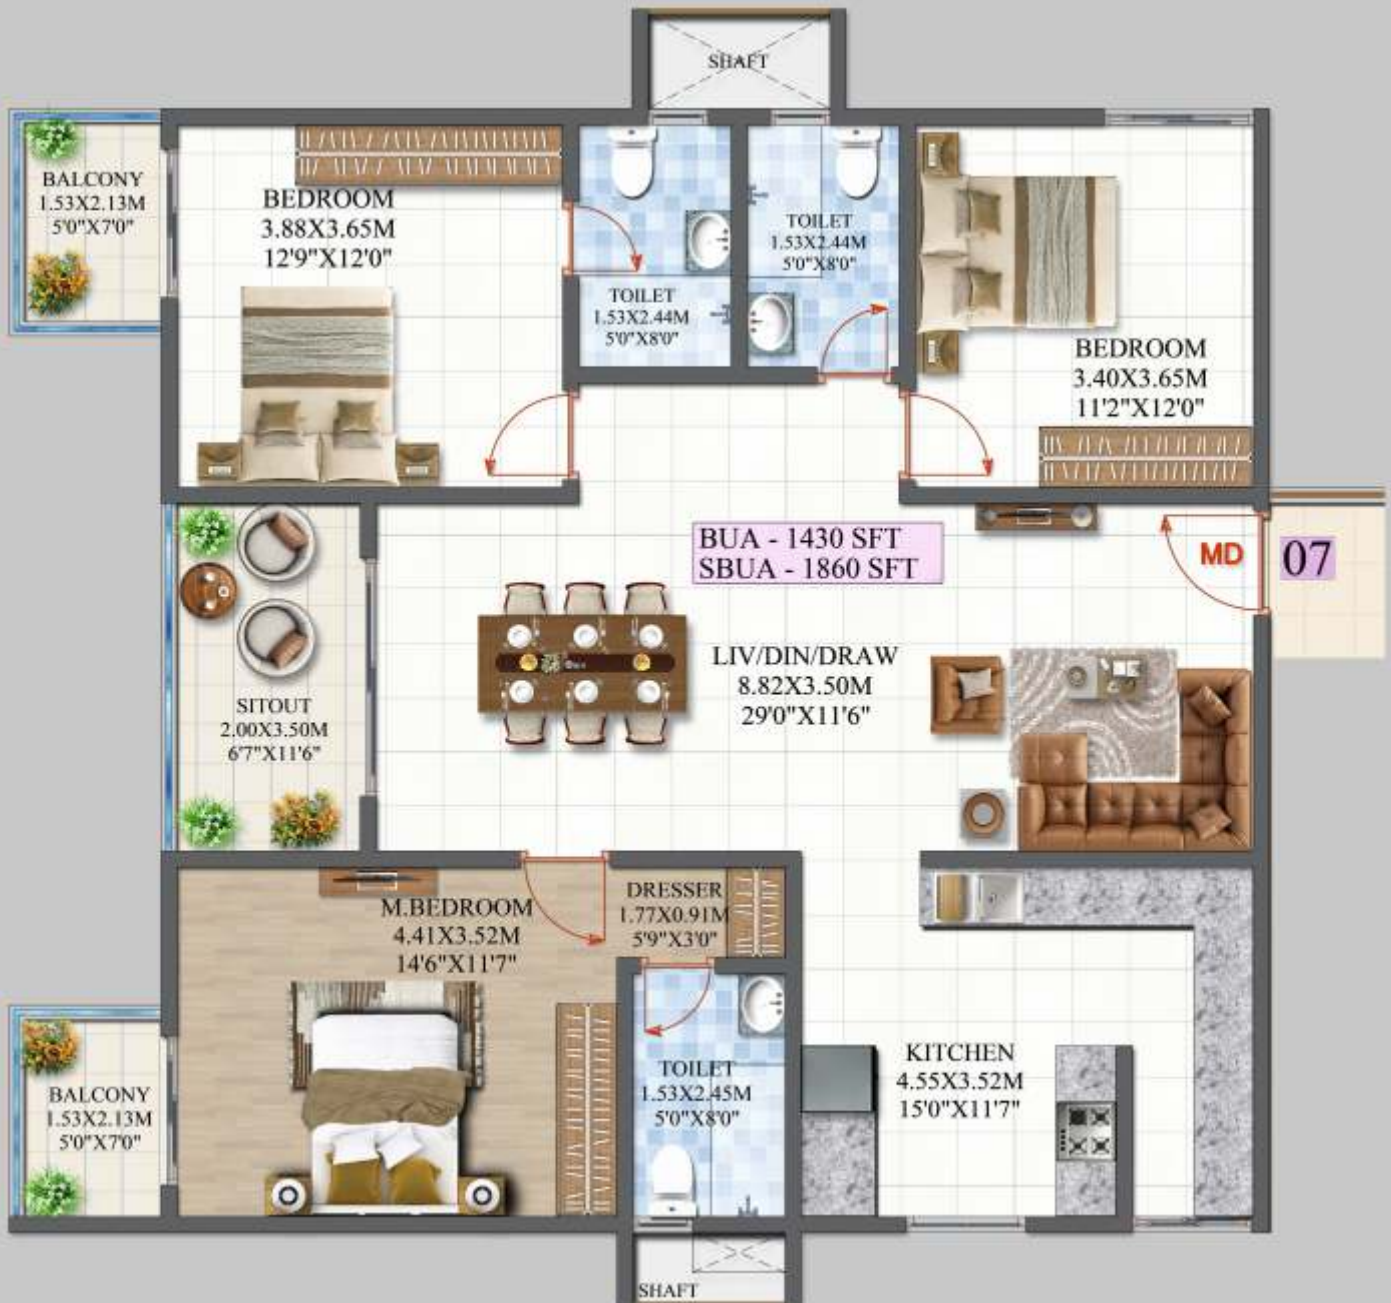 SHAFT
BALCONY
1.53X2.13M
5'0"X7'0"
BEDROOM
3.88X3.65M
12'9"X12'0"
TOILET
1.53X2.44M
5'0"X8'0"
TOILET
1.53X2.44M
5'0"X8'0"
BEDROOM
3.40X3.65M
11'2"X12'0"
BUA - 1430 SFT
SBUA - 1860 SFT
MD
07
LIV/DIN/DRAW
8.82X3.50M
29'0"X11'6"
SITOUT
2.00X3.50M
6'7"X11'6"
M.BEDROOM
4.41X3.52M
14'6"X11'7"
DRESSER
1.77X0.91M
5'9"X3'0"
BALCONY
1.53X2.13M
5'0"X7'0"
TOILET
1.53X2.45M
5'0"X8'0"
KITCHEN
4.55X3.52M
15'0"X11'7"
SHAFT